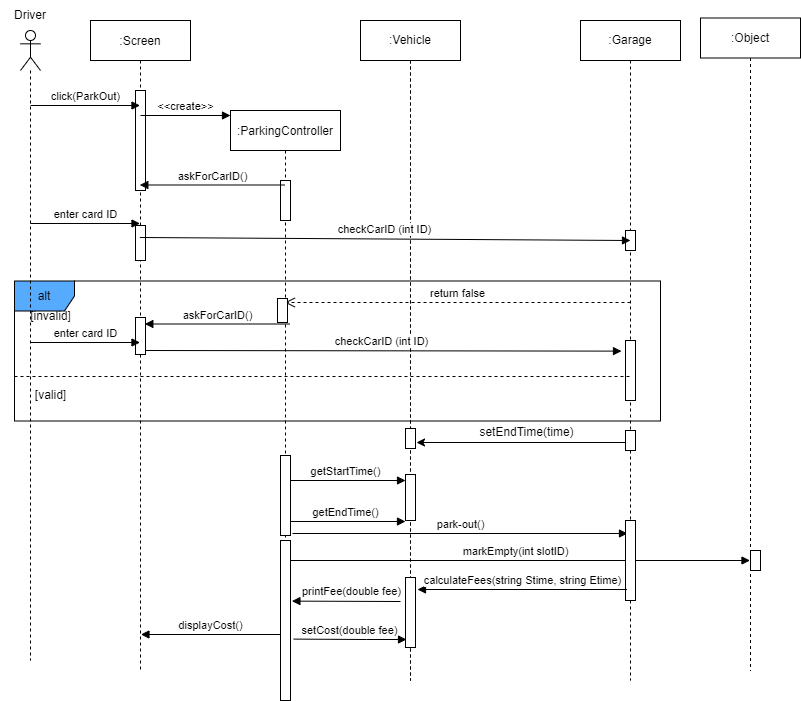 Driver
:Screen
:Vehicle
:Garage
:Object
click(ParkOut)
<<create>>
:ParkingController
askForCarID()
enter card ID
checkCarID (int ID)
alt
return false
[invalid]
askForCarID()
enter card ID
checkCarID (int ID)
[valid]
setEndTime(time)
getStartTime()
getEndTime()
park-out()
markEmpty(int slotID)
calculateFees(string Stime, string Etime)
printFee(double fee)
displayCost()
setCost(double fee)